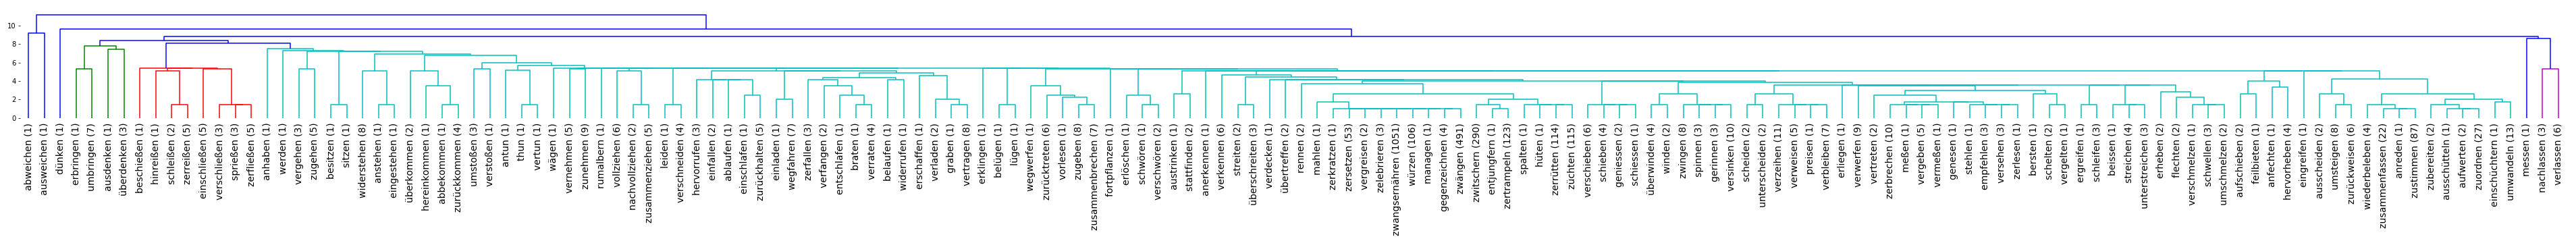 10
8
6
4
2
0
abweichen (1)
ausweichen (1)
dünken (1)
erbringen (1)
umbringen (7)
ausdenken (1)
überdenken (3)
beschießen (1)
hinreißen (1)
schleißen (2)
zerreißen (5)
einschließen (5)
verschließen (3)
sprießen (3)
zerfließen (5)
anhaben (1)
werden (1)
vergehen (3)
zugehen (5)
besitzen (1)
sitzen (1)
widerstehen (8)
anstehen (1)
eingestehen (1)
überkommen (2)
hereinkommen (1)
abbekommen (1)
zurückkommen (4)
umstoßen (3)
verstoßen (1)
antun (1)
thun (1)
vertun (1)
wägen (1)
vermehren (5)
zunehmen (9)
rumalbern (1)
vollziehen (6)
nachvollziehen (2)
zusammenziehen (5)
leiden (1)
verschneiden (4)
hervorrufen (3)
einfallen (2)
ablaufen (1)
einschlafen (1)
zurückhalten (5)
einladen (1)
wegfahren (7)
zerfallen (3)
verfangen (2)
entschlafen (1)
braten (1)
verraten (4)
belaufen (1)
widerrufen (1)
erschaffen (1)
verladen (2)
graben (1)
vertragen (8)
erklingen (1)
belügen (1)
lügen (1)
wegwerfen (1)
zurücktreten (6)
vorlesen (1)
zugeben (8)
zusammenbrechen (7)
fortpflanzen (1)
erlöschen (1)
schwören (1)
verschwören (2)
austrinken (1)
stattfinden (2)
anerkennen (1)
verkennen (6)
streiten (2)
überschreiten (3)
verdecken (1)
übertreffen (2)
rennen (2)
mahlen (1)
zerkratzen (1)
zersetzen (53)
vergreisen (2)
zelebrieren (3)
zwangsernähren (1051)
würzen (106)
managen (1)
gegenzeichnen (4)
zwängen (491)
zwitschern (290)
entjungfern (1)
zertrampeln (123)
spalten (1)
hüten (1)
zerrütten (114)
züchten (115)
verschieben (6)
schieben (4)
geniessen (2)
schiessen (1)
überwinden (4)
winden (2)
zwingen (8)
spinnen (3)
gerinnen (3)
versinken (10)
scheiden (2)
unterscheiden (2)
verzeihen (11)
verweisen (5)
preisen (1)
verbleiben (7)
erliegen (1)
verwerfen (9)
vertreten (2)
zerbrechen (10)
meßen (1)
vergeben (5)
vermeßen (1)
genesen (1)
stehlen (1)
empfehlen (3)
versehen (3)
zerlesen (1)
bersten (1)
schelten (2)
vergelten (1)
ergreifen (1)
schleifen (3)
beissen (1)
streichen (4)
unterstreichen (3)
erheben (2)
flechten (2)
verschmelzen (1)
schwellen (2)
umschmelzen (2)
aufschieben (2)
feilbieten (1)
anfechten (1)
hervorheben (4)
eingreifen (1)
ausscheiden (2)
umsteigen (8)
zurückweisen (6)
wiederbeleben (4)
zusammenfassen (22)
anreden (1)
zustimmen (87)
zubereiten (2)
ausschütteln (1)
aufwerten (2)
zuordnen (27)
einschüchtern (1)
umwandeln (13)
messen (1)
nachlassen (3)
verlassen (6)